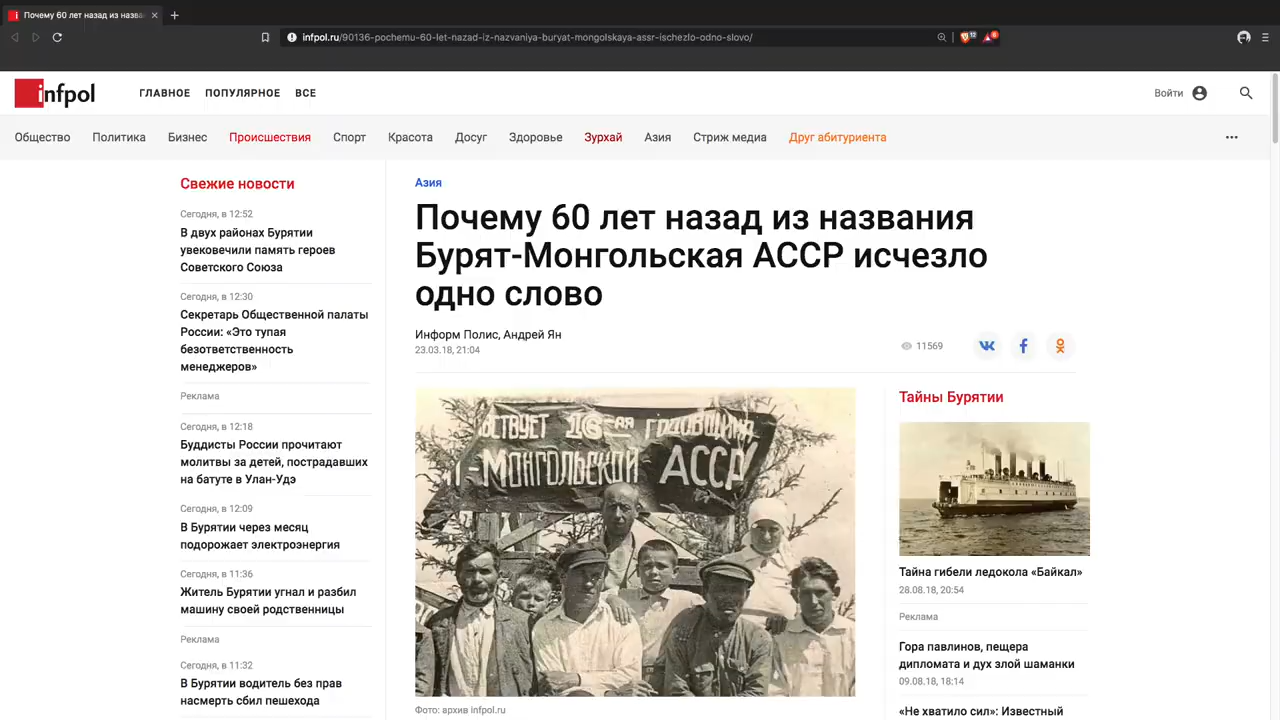 Почему 60 лет назад из назва
infpol.ru/90136-pochemu-60-let-nazad-iz-nazvaniya-buryat-mongolskaya-assr-ischezlo-odno-slovo/
infpol
ГЛАВНОЕ ПОПУЛЯРНОЕ ВСЕ
Войти
Общество Политика Бизнес Происшествия Спорт Красота Досуг Здоровье Зурхай Азия Стриж медиа Друг абитуриента
Свежие новости
Сегодня, в 12:52
В двух районах Бурятии
увековечили память героев
Советского Союза
Сегодня, в 12:30
Секретарь Общественной палаты
России: «Это тупая
безответственность
менеджеров»
Реклама
Сегодня, в 12:18
Буддисты России прочитают
молитвы за детей, пострадавших
на батуте в Улан-Удэ
Сегодня, в 12:09
В Бурятии через месяц
подорожает электроэнергия
Сегодня, в 11:36
Житель Бурятии угнал и разбил
машину своей родственницы
Реклама
Сегодня, в 11:32
В Бурятии водитель без прав
насмерть сбил пешехода
Азия
Почему 60 лет назад из названия
Бурят-Монгольская АССР исчезло
одно слово
Информ Полис, Андрей Ян
23.03.18, 21:04
11569
ГОДОВЩИНА
-МОНГОЛЬСКОЙ АССР
Фото: архив infpol.ru
Тайны Бурятии
Тайна гибели ледокола «Байкал»
28.08.18, 20:54
Реклама
Гора павлинов, пещера
дипломата и дух злой шаманки
09.08.18, 18:14
«Не хватило сил»: Известный